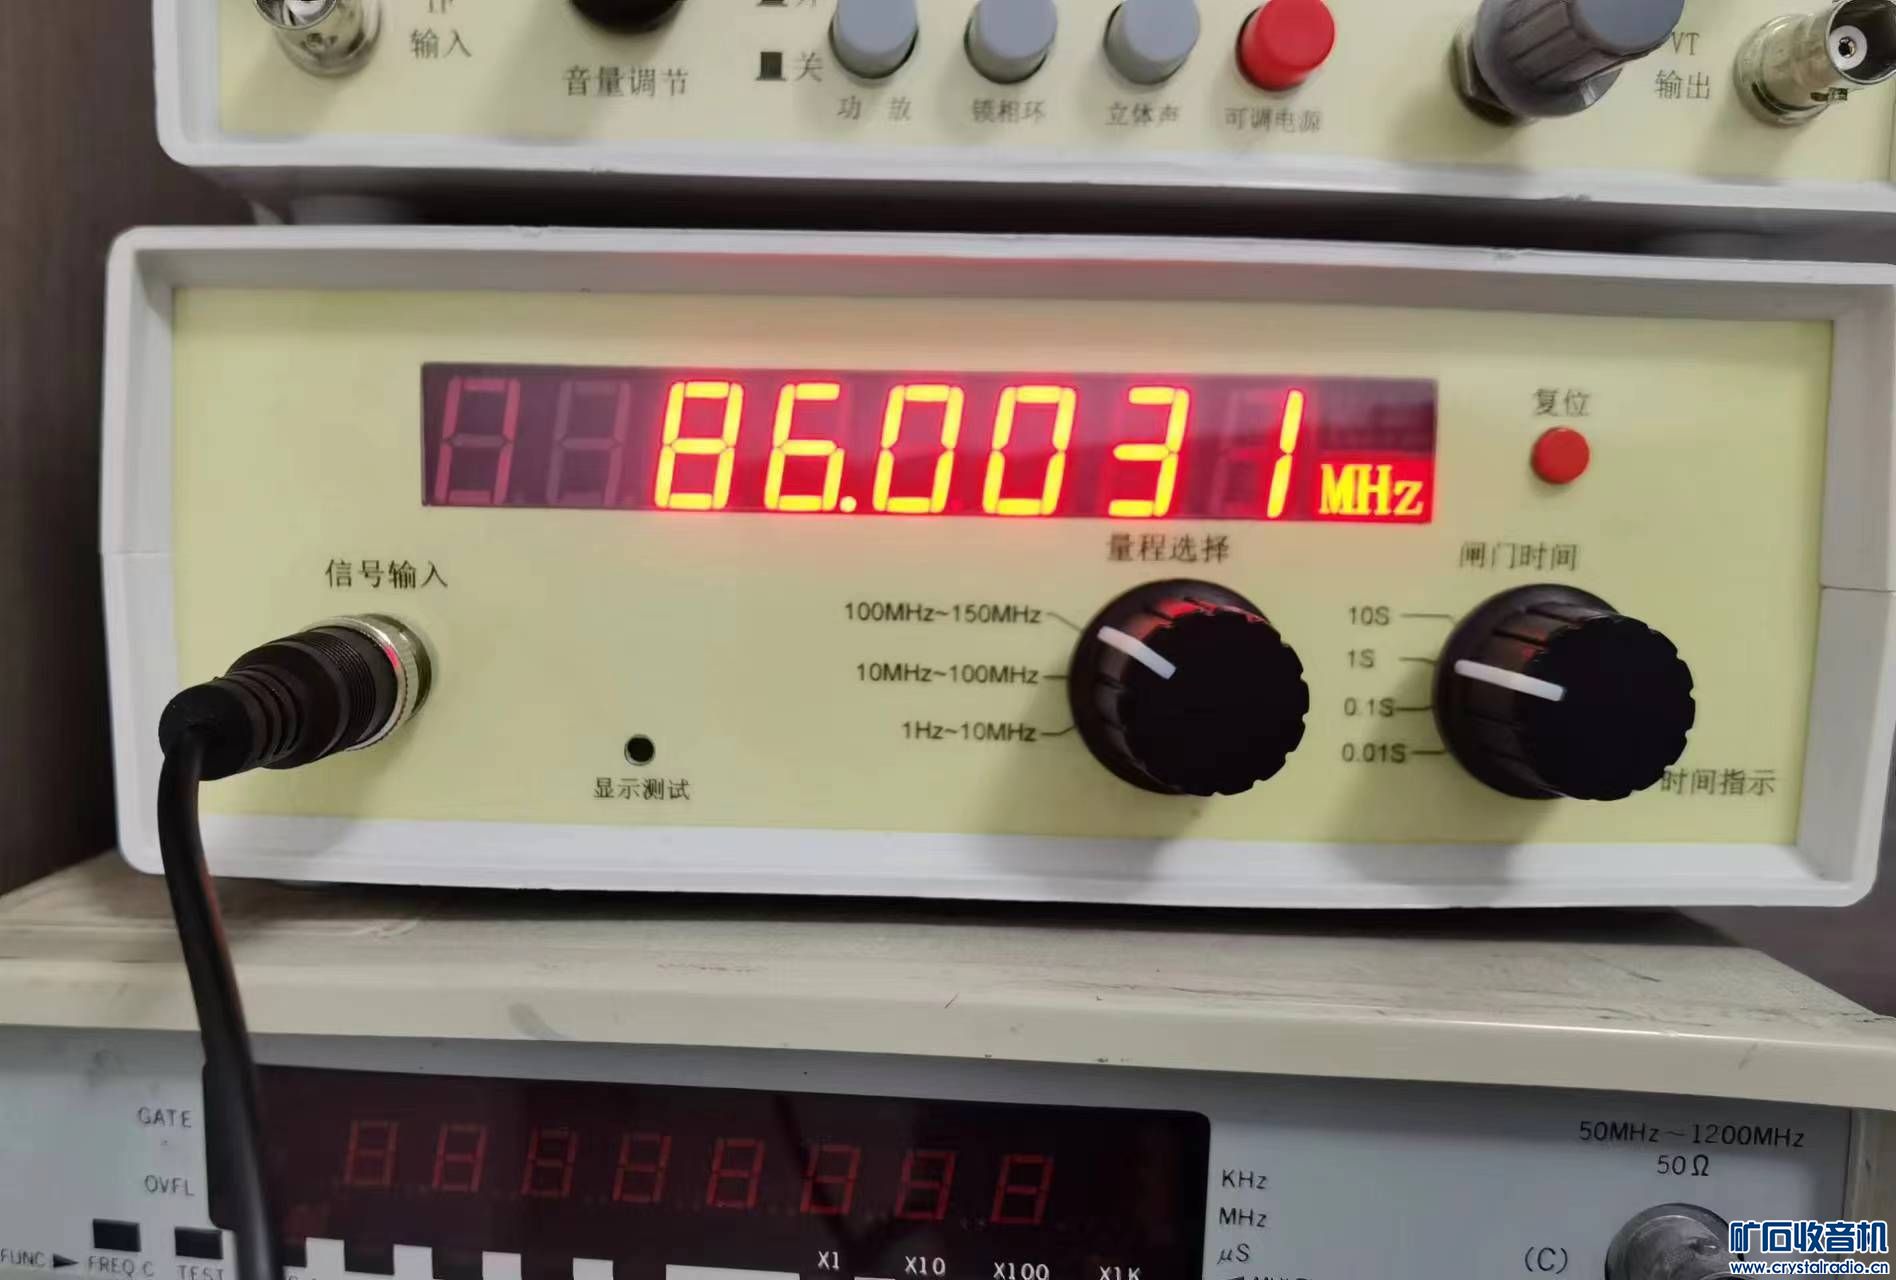 输入
音量调节
关
功 放
锁相环
立体声
可调电源
VT
输出
86.0031 MHz
复位
信号输入
量程选择
闸门时间
100MHz~150MHz
10MHz~100MHz
1Hz~10MHz
10S
1S
0.1S
0.01S
显示测试
时间指示
GATE
OVFL
FUNC
FREQ C
TEST
X1
X10
X100
X1K
KHz
MHz
μS
50MHz~1200MHz
50Ω
(C)
矿石收音机
www.crystalradio.cn